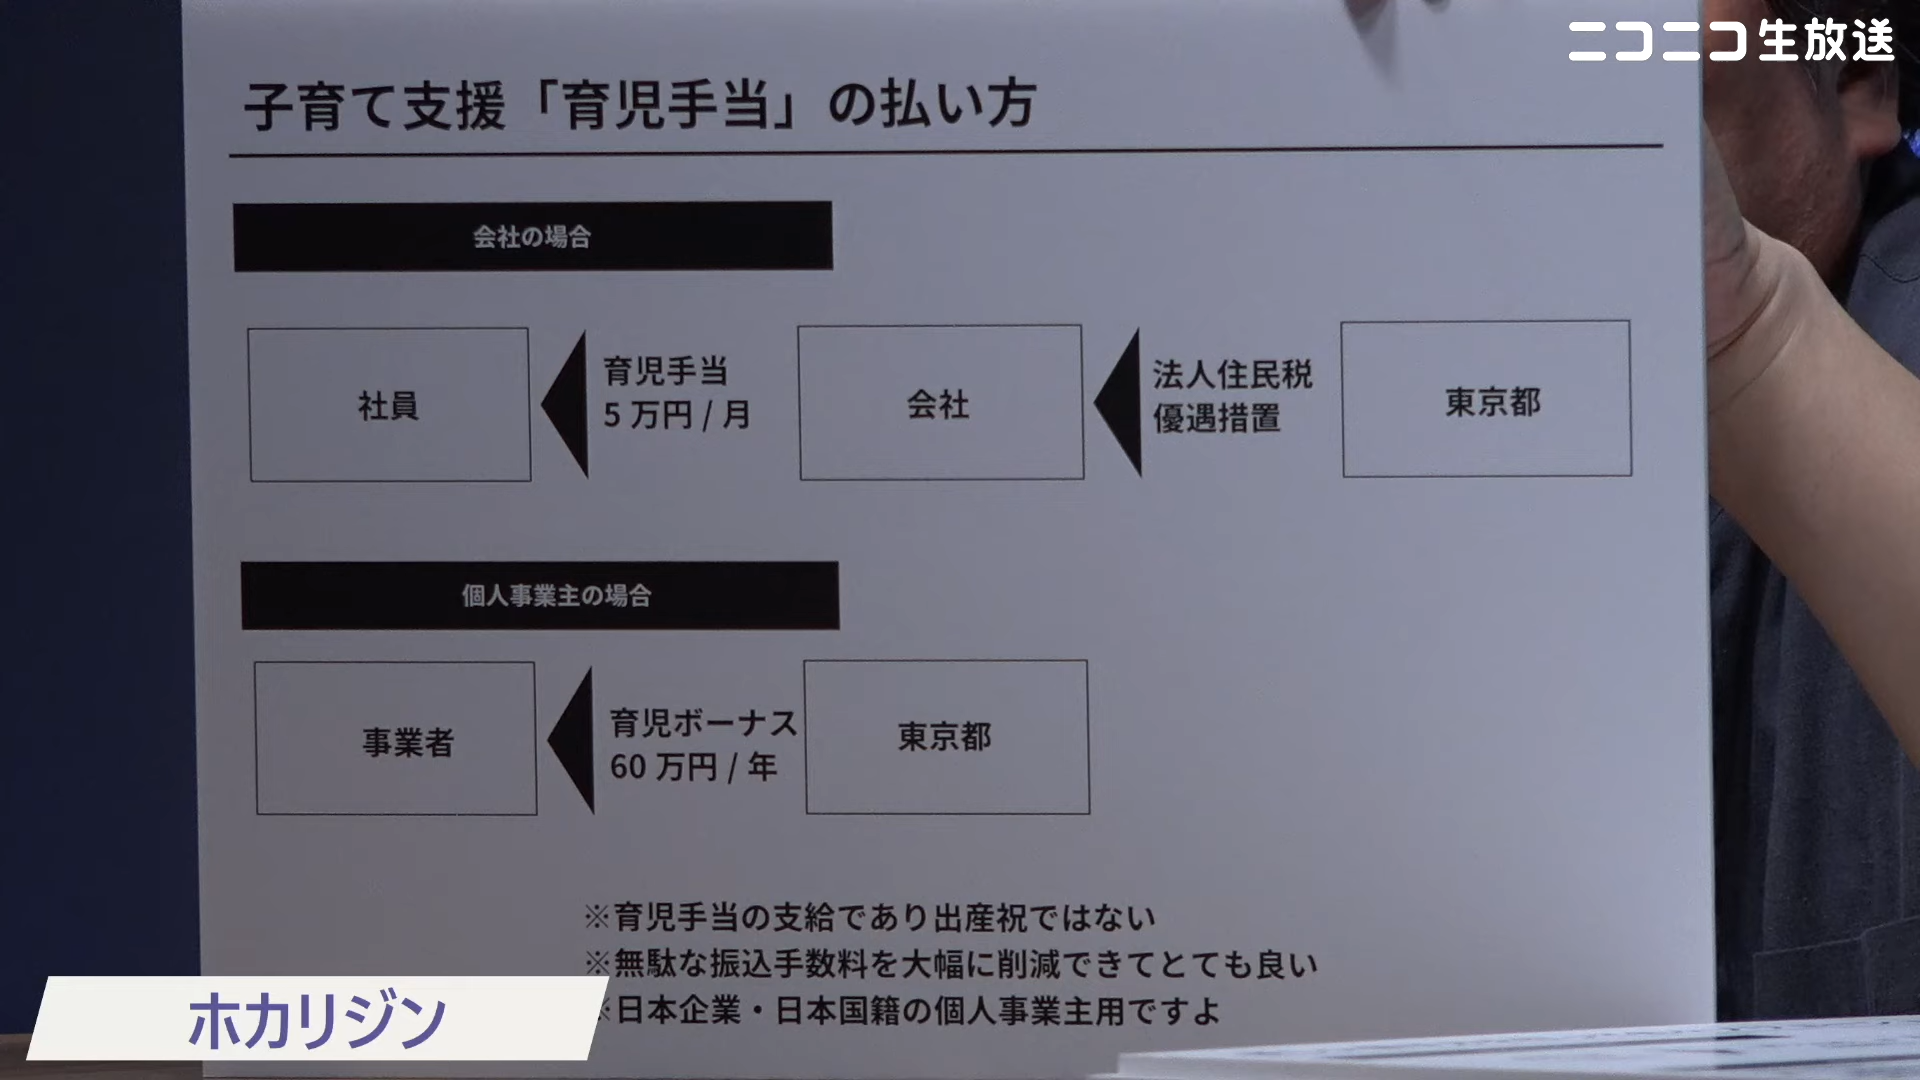 ニコニコ生放送
子育て支援「育児手当」の払い方
会社の場合
社員
育児手当
5 万円 / 月
会社
法人住民税
優遇措置
東京都
個人事業主の場合
事業者
育児ボーナス
60 万円 / 年
東京都
※育児手当の支給であり出産祝ではない
※無駄な振込手数料を大幅に削減できてとても良い
※日本企業・日本国籍の個人事業主用ですよ
ホカリジン